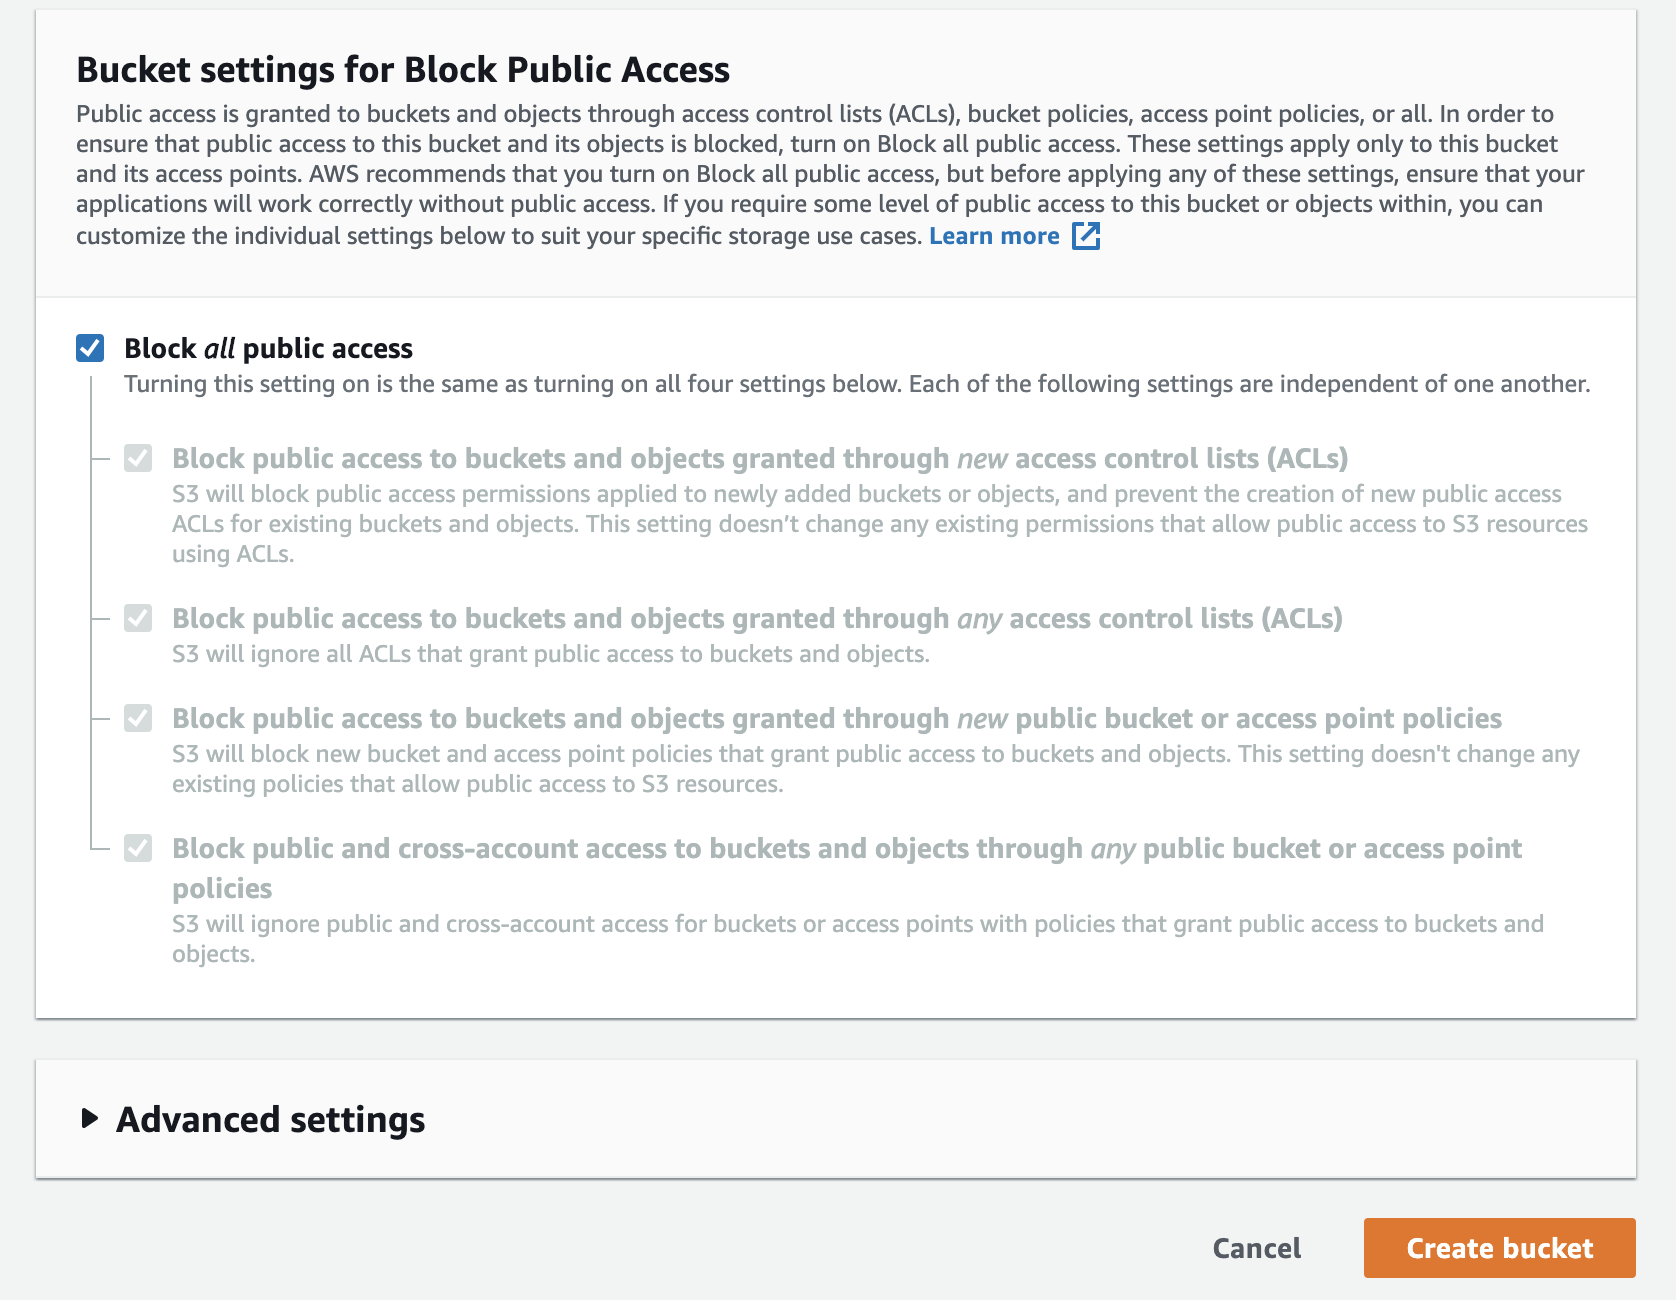 Bucket settings for Block Public Access
Public access is granted to buckets and objects through access control lists (ACLs), bucket policies, access point policies, or all. In order to
ensure that public access to this bucket and its objects is blocked, turn on Block all public access. These settings apply only to this bucket
and its access points. AWS recommends that you turn on Block all public access, but before applying any of these settings, ensure that your
applications will work correctly without public access. If you require some level of public access to this bucket or objects within, you can
customize the individual settings below to suit your specific storage use cases. Learn more
Block all public access
Turning this setting on is the same as turning on all four settings below. Each of the following settings are independent of one another.
Block public access to buckets and objects granted through new access control lists (ACLs)
S3 will block public access permissions applied to newly added buckets or objects, and prevent the creation of new public access
ACLs for existing buckets and objects. This setting doesn’t change any existing permissions that allow public access to S3 resources
using ACLs.
Block public access to buckets and objects granted through any access control lists (ACLs)
S3 will ignore all ACLs that grant public access to buckets and objects.
Block public access to buckets and objects granted through new public bucket or access point policies
S3 will block new bucket and access point policies that grant public access to buckets and objects. This setting doesn't change any
existing policies that allow public access to S3 resources.
Block public and cross-account access to buckets and objects through any public bucket or access point
policies
S3 will ignore public and cross-account access for buckets or access points with policies that grant public access to buckets and
objects.
Advanced settings
Cancel
Create bucket